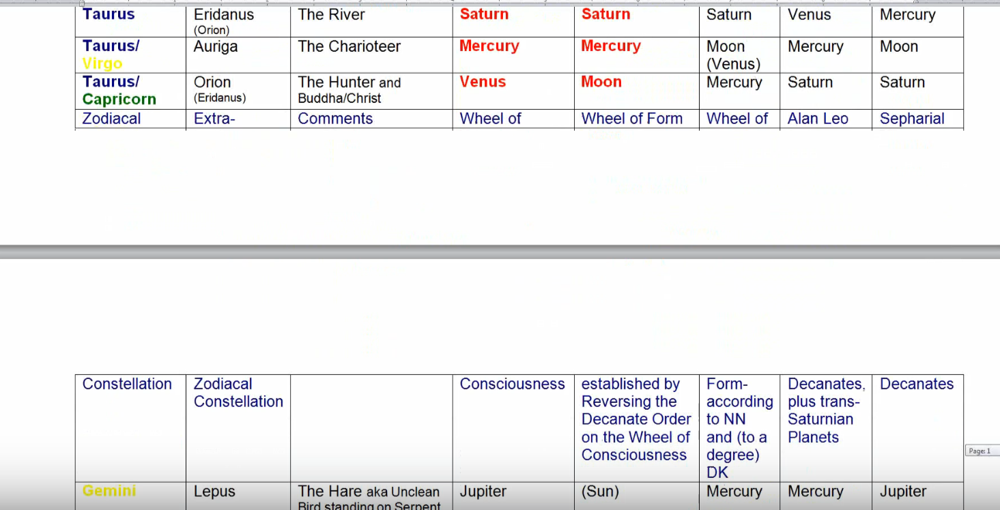 Taurus Eridanus The River Saturn Saturn Saturn Venus Mercury
(Orion)
Taurus/ Auriga The Charioteer Mercury Mercury Moon Mercury Moon
Virgo (Venus)
Taurus/ Orion The Hunter and Venus Moon Mercury Saturn Saturn
Capricorn (Eridanus) Buddha/Christ
Zodiacal Extra- Comments Wheel of Wheel of Form Wheel of Alan Leo Sepharial
Constellation Zodiacal Consciousness established by Form- Decanates, Decanates
Constellation Reversing the according plus trans-
Decanate Order to NN Saturnian
on the Wheel of and (to a Planets
Consciousness degree)
DK
Page: 1
Gemini Lepus The Hare aka Unclean Jupiter (Sun) Mercury Mercury Jupiter
Bird standing on Serpent